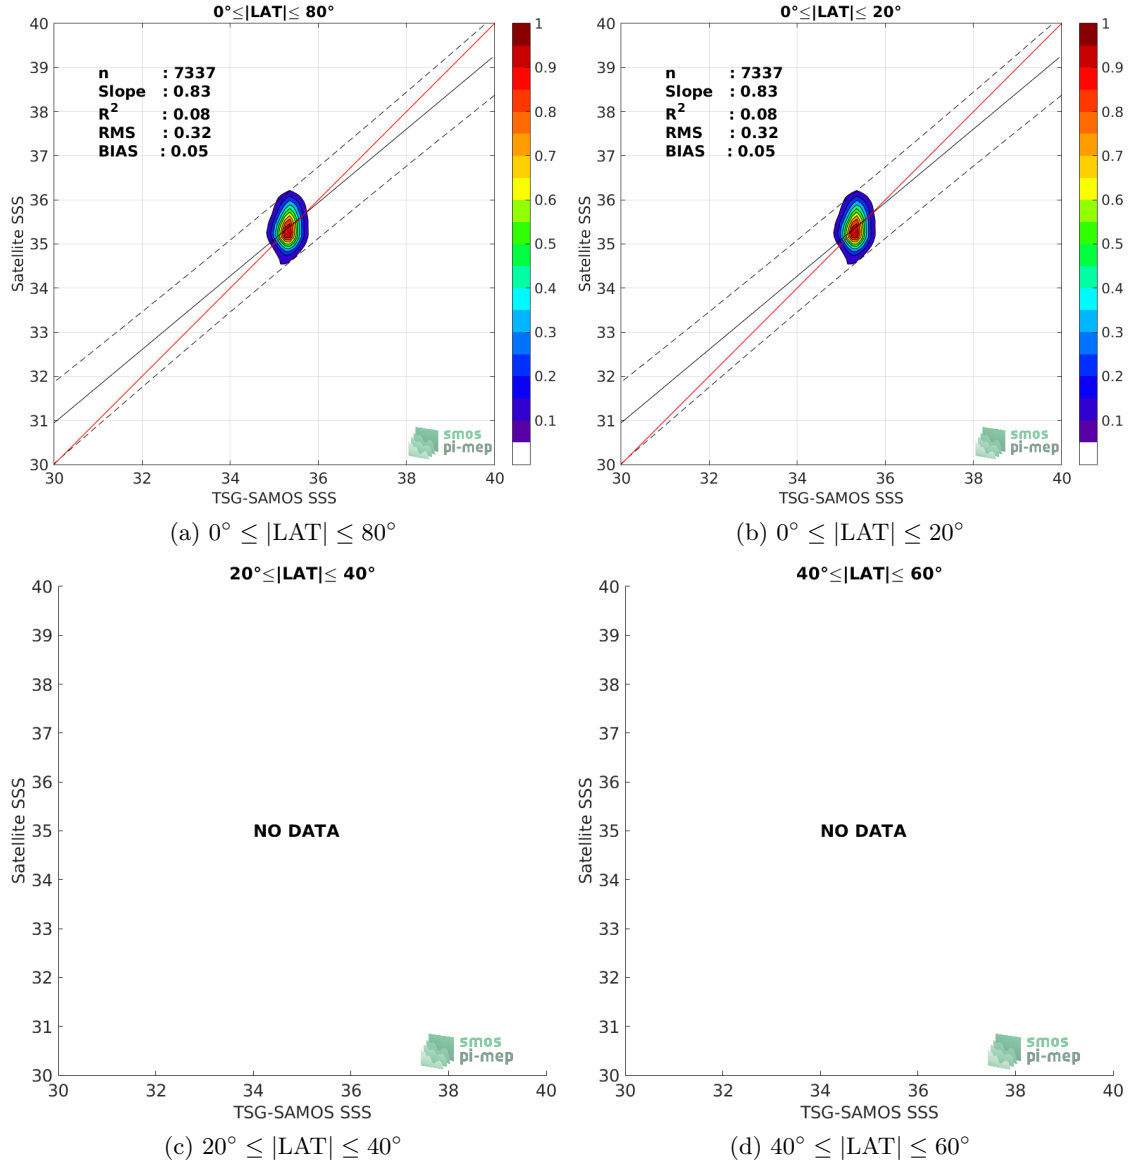 0°≤|LAT|≤ 80°
40
39
38
37
36
35
34
33
32
31
30
Satellite SSS
n : 7337
Slope : 0.83
R² : 0.08
RMS : 0.32
BIAS : 0.05
1
0.9
0.8
0.7
0.6
0.5
0.4
0.3
0.2
0.1
smos
pi-mep
30 32 34 36 38 40
TSG-SAMOS SSS
(a) 0° ≤ |LAT| ≤ 80°
0°≤|LAT|≤ 20°
40
39
38
37
36
35
34
33
32
31
30
Satellite SSS
n : 7337
Slope : 0.83
R² : 0.08
RMS : 0.32
BIAS : 0.05
1
0.9
0.8
0.7
0.6
0.5
0.4
0.3
0.2
0.1
smos
pi-mep
30 32 34 36 38 40
TSG-SAMOS SSS
(b) 0° ≤ |LAT| ≤ 20°
20°≤|LAT|≤ 40°
40
39
38
37
36
35
34
33
32
31
30
Satellite SSS
NO DATA
smos
pi-mep
30 32 34 36 38 40
TSG-SAMOS SSS
(c) 20° ≤ |LAT| ≤ 40°
40°≤|LAT|≤ 60°
40
39
38
37
36
35
34
33
32
31
30
Satellite SSS
NO DATA
smos
pi-mep
30 32 34 36 38 40
TSG-SAMOS SSS
(d) 40° ≤ |LAT| ≤ 60°